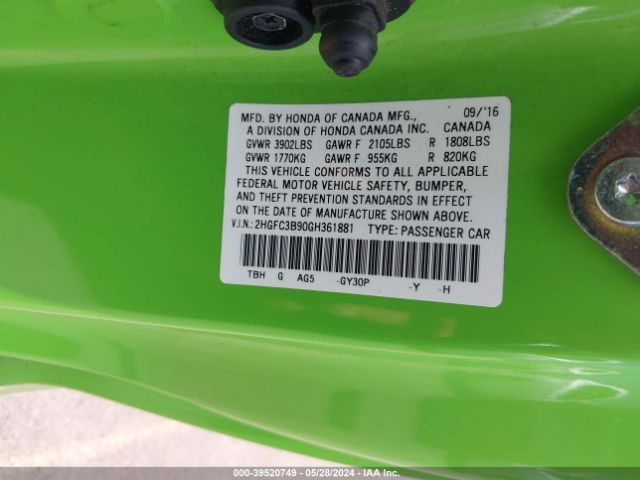 MFD. BY HONDA OF CANADA MFG., 09/'16
A DIVISION OF HONDA CANADA INC. CANADA
GVWR 3902LBS GAWR F 2105LBS R 1808LBS
GVWR 1770KG GAWR F 955KG R 820KG
THIS VEHICLE CONFORMS TO ALL APPLICABLE
FEDERAL MOTOR VEHICLE SAFETY, BUMPER,
AND THEFT PREVENTION STANDARDS IN EFFECT
ON THE DATE OF MANUFACTURE SHOWN ABOVE.
V.I.N.: 2HGFC3B90GH361881 TYPE: PASSENGER CAR
TBH G AG5 -GY30P -Y -H
000-39520749 - 05/28/2024 - IAA Inc.